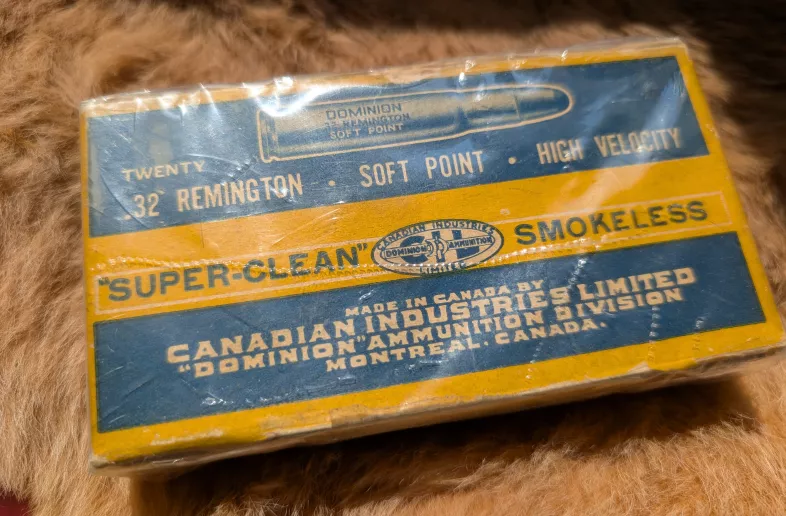 DOMINION
32 REMINGTON
SOFT POINT
TWENTY
.32 REMINGTON · SOFT POINT · HIGH VELOCITY
"SUPER-CLEAN" SMOKELESS
CANADIAN INDUSTRIES
CIL
DOMINION AMMUNITION
LIMITED
MADE IN CANADA BY
CANADIAN INDUSTRIES LIMITED
"DOMINION" AMMUNITION DIVISION
MONTREAL. CANADA.